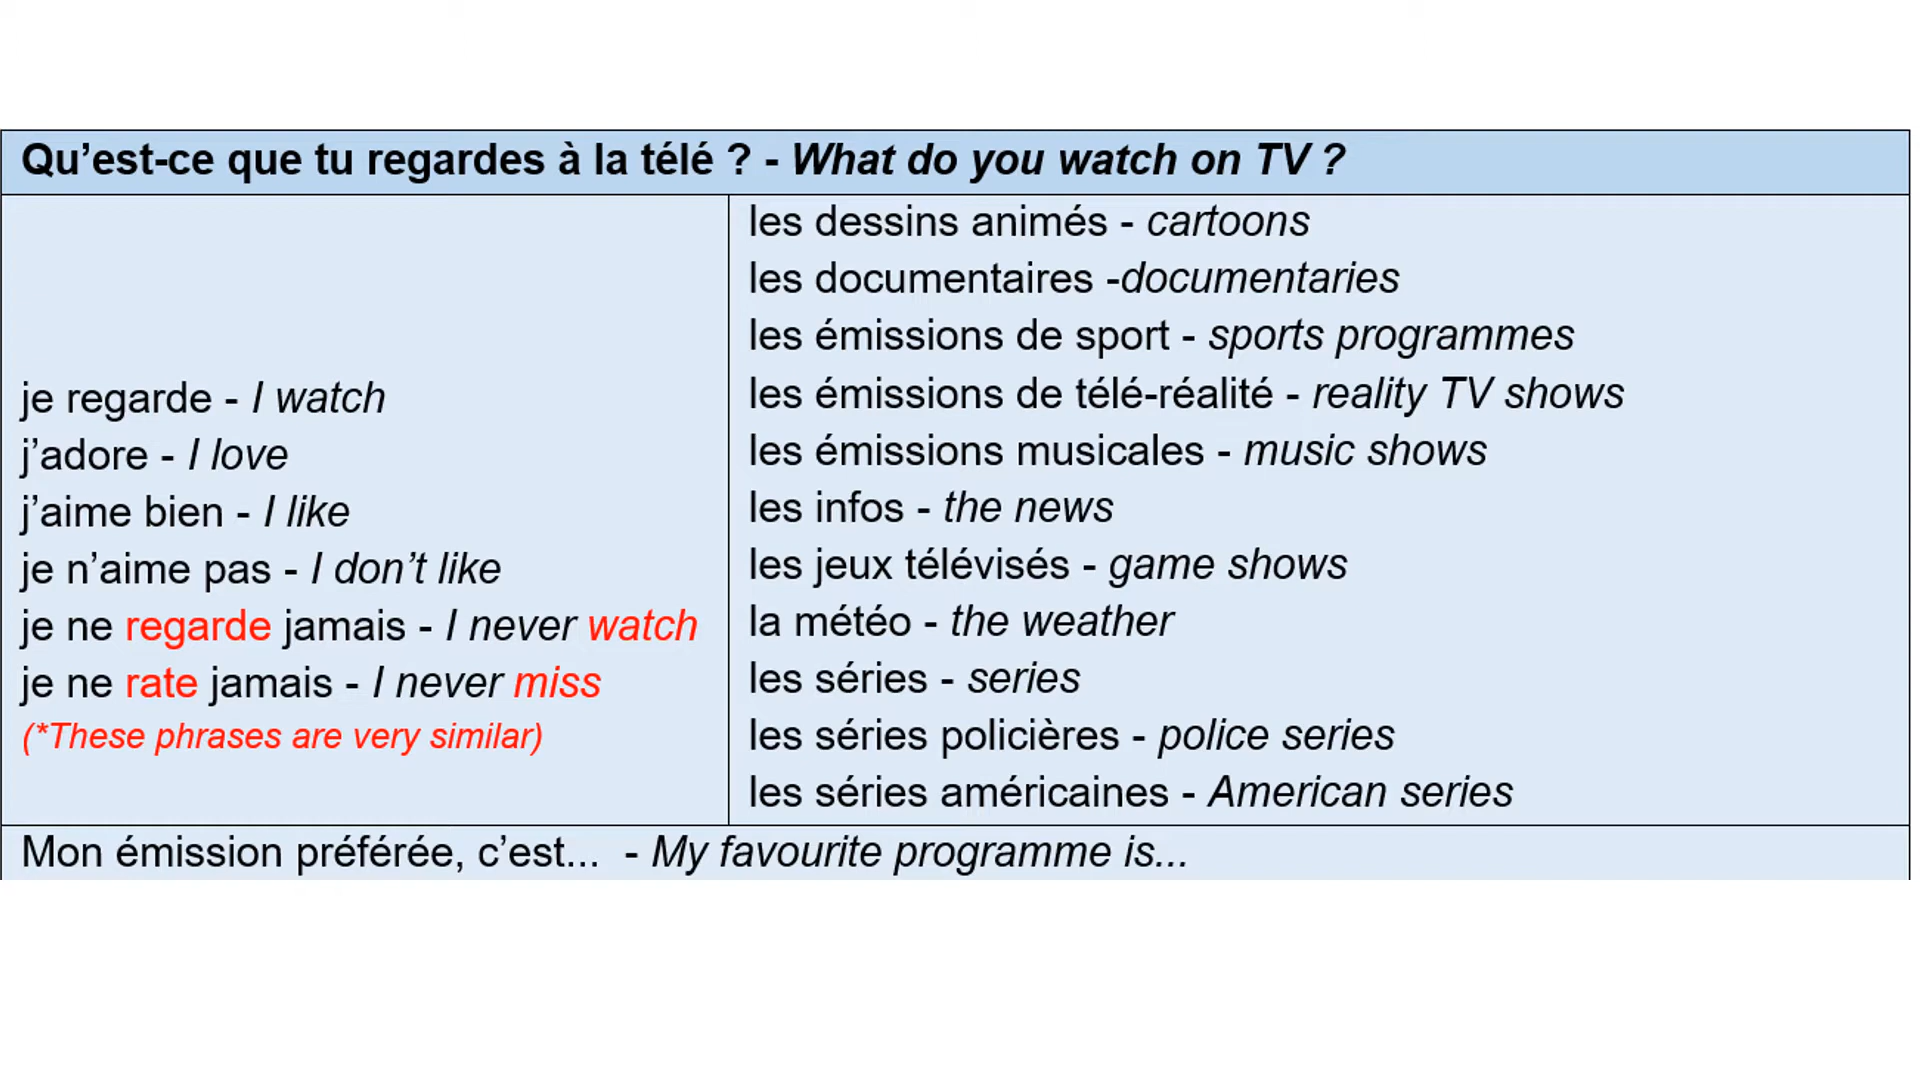 Qu’est-ce que tu regardes à la télé ? - What do you watch on TV ?
je regarde - I watch
j’adore - I love
j’aime bien - I like
je n’aime pas - I don’t like
je ne regarde jamais - I never watch
je ne rate jamais - I never miss
(*These phrases are very similar)
les dessins animés - cartoons
les documentaires -documentaries
les émissions de sport - sports programmes
les émissions de télé-réalité - reality TV shows
les émissions musicales - music shows
les infos - the news
les jeux télévisés - game shows
la météo - the weather
les séries - series
les séries policières - police series
les séries américaines - American series
Mon émission préférée, c’est... - My favourite programme is...